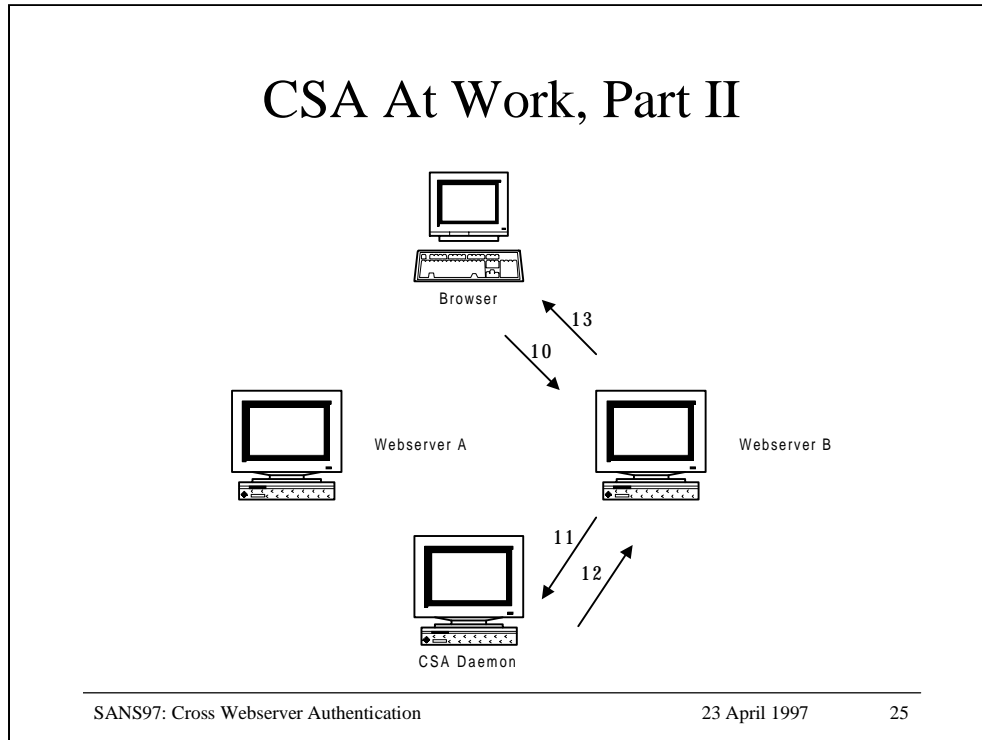 CSA At Work, Part II
Browser
13
10
Webserver A
Webserver B
11
12
CSA Daemon
SANS97: Cross Webserver Authentication 23 April 1997 25